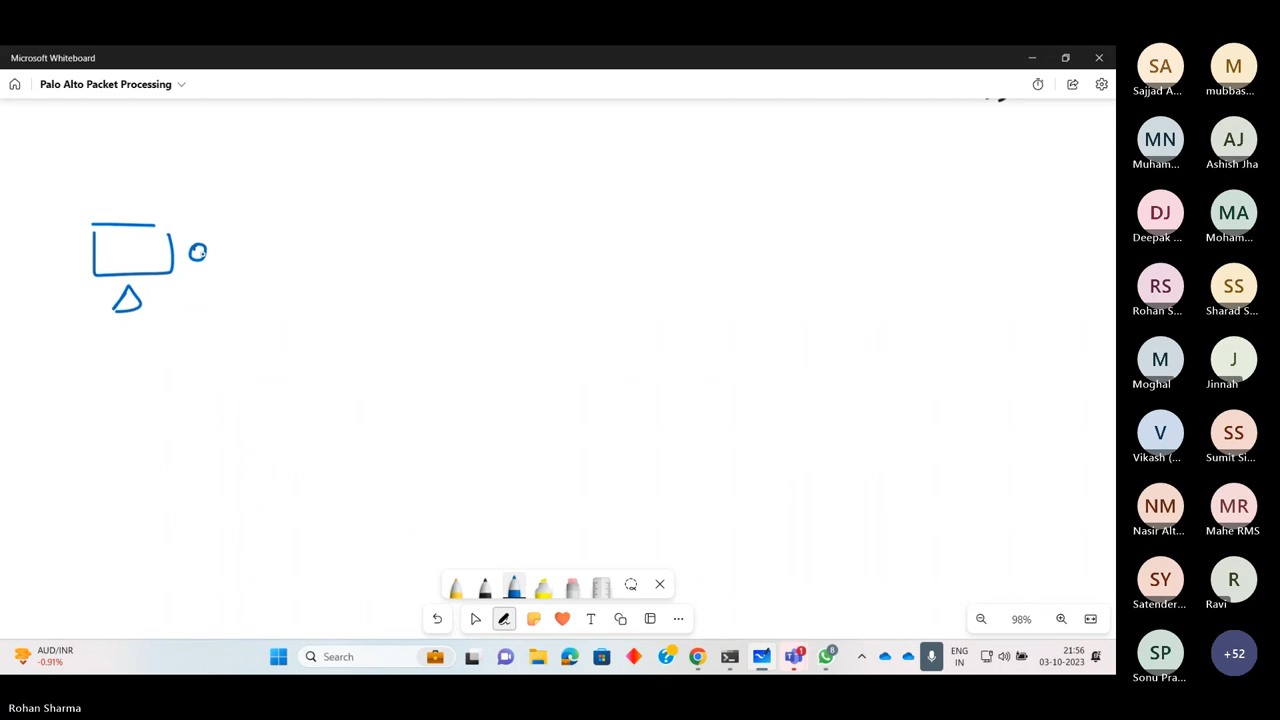 Microsoft Whiteboard
Palo Alto Packet Processing
SA
Sajjad A...
M
mubbas...
MN
Muham...
AJ
Ashish Jha
DJ
Deepak ...
MA
Moham...
RS
Rohan S...
SS
Sharad S...
M
Moghal
J
Jinnah
V
Vikash (...
SS
Sumit Si...
NM
Nasir Alt...
MR
Mahe RMS
SY
Satender...
R
Ravi
SP
Sonu Pra...
+52
T
98%
AUD/INR
-0.91%
Search
1
8
ENG
IN
21:56
03-10-2023
Rohan Sharma